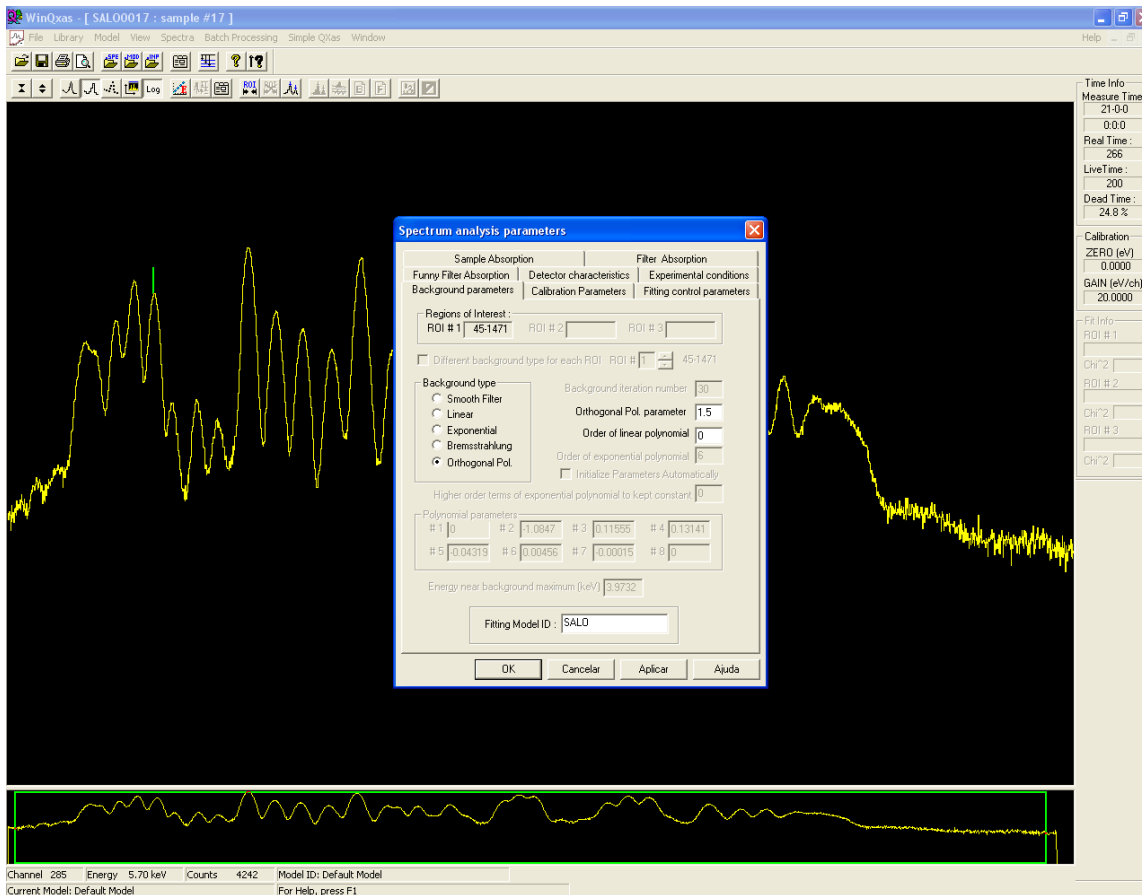 WinQxas - [ SALO0017 : sample #17 ]
File Library Model View Spectra Batch Processing Simple QXas Window Help
SPE MOD INP
Log ROI
Time Info
Measure Time
21-0-0
0:0:0
Real Time :
266
LiveTime :
200
Dead Time :
24.8 %
Calibration
ZERO (eV)
0.0000
GAIN (eV/ch)
20.0000
Fit Info
ROI # 1
Chi^2
ROI # 2
Chi^2
ROI # 3
Chi^2
Spectrum analysis parameters
Sample Absorption Filter Absorption
Funny Filter Absorption Detector characteristics Experimental conditions
Background parameters Calibration Parameters Fitting control parameters
Regions of Interest :
ROI # 1 45-1471 ROI # 2 ROI # 3
Different background type for each ROI ROI # 1 45-1471
Background type
Smooth Filter
Linear
Exponential
Bremsstrahlung
Orthogonal Pol.
Background iteration number 30
Orthogonal Pol. parameter 1.5
Order of linear polynomial 0
Order of exponential polynomial 6
Initialize Parameters Automatically
Higher order terms of exponential polynomial to kept constant 0
Polynomial parameters
# 1 0 # 2 -1.0847 # 3 0.11555 # 4 0.13141
# 5 -0.04319 # 6 0.00456 # 7 -0.00015 # 8 0
Energy near background maximum (keV) 3.9732
Fitting Model ID : SALO
OK Cancelar Aplicar Ajuda
Channel 285 Energy 5.70 keV Counts 4242 Model ID: Default Model
Current Model: Default Model For Help, press F1